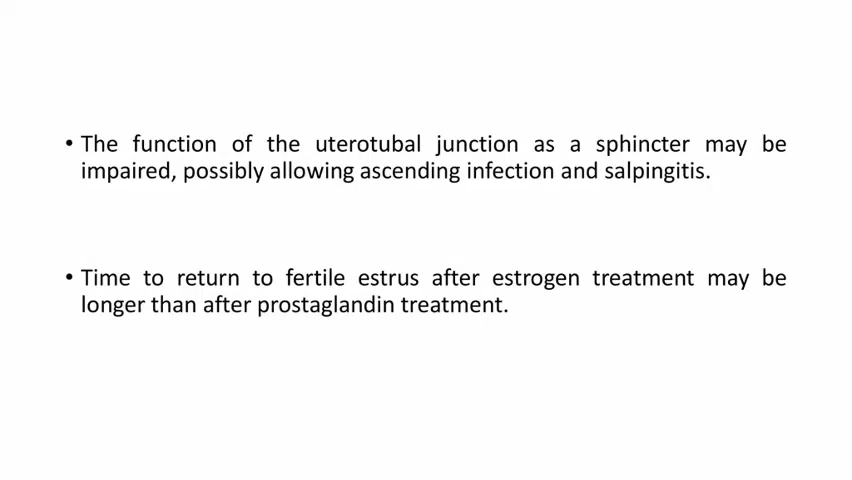 • The function of the uterotubal junction as a sphincter may be
impaired, possibly allowing ascending infection and salpingitis.
• Time to return to fertile estrus after estrogen treatment may be
longer than after prostaglandin treatment.